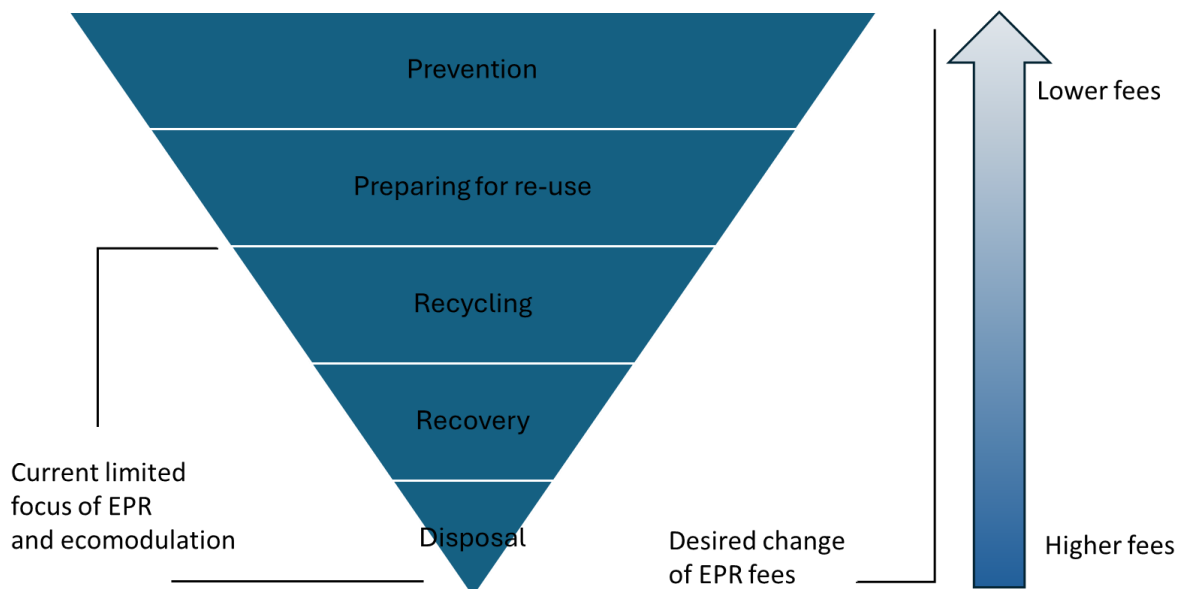 Prevention
Lower fees
Preparing for re-use
Recycling
Recovery
Current limited
focus of EPR
and ecomodulation
Disposal
Desired change
of EPR fees
Higher fees